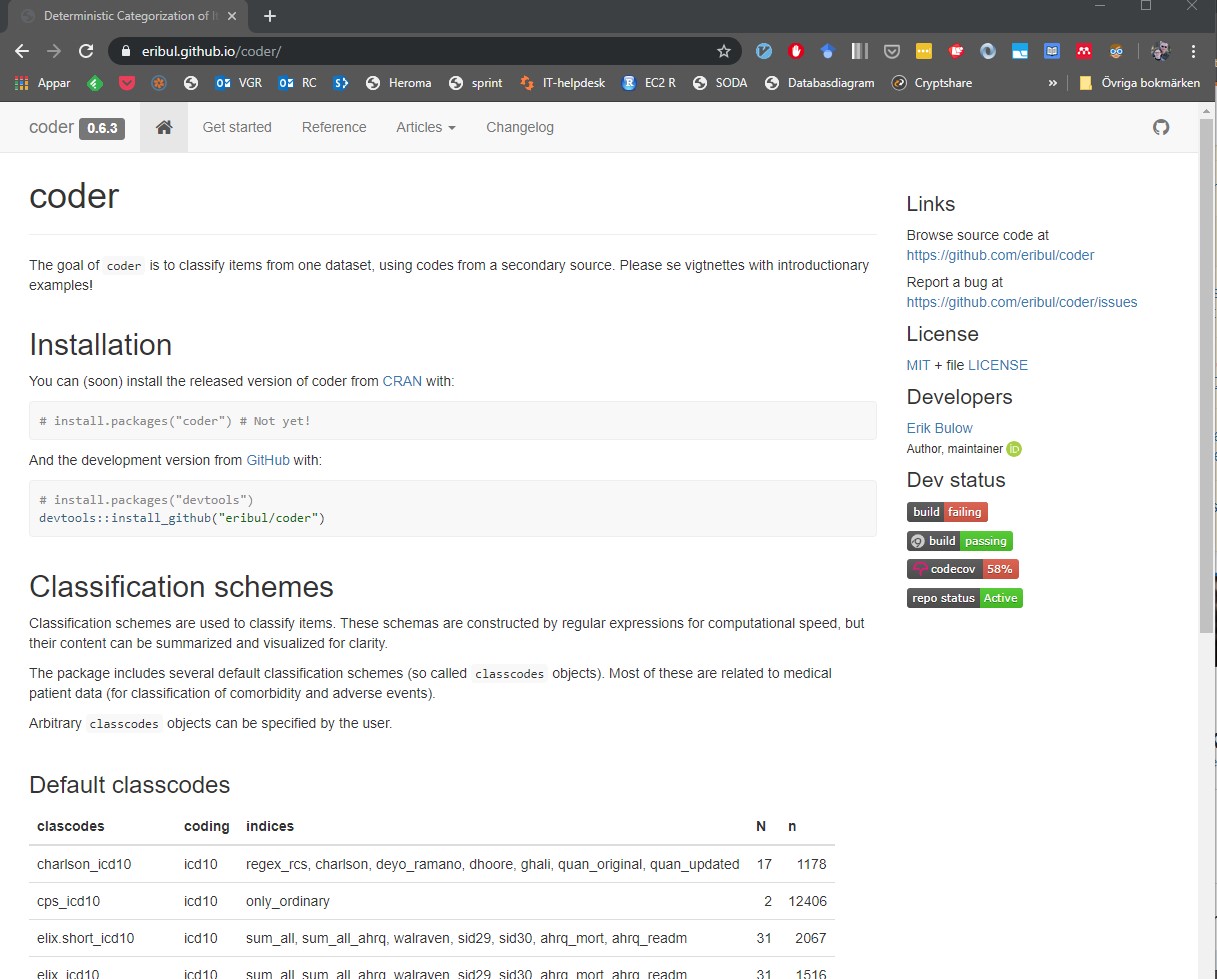 Deterministic Categorization of I
eribul.github.io/coder/
Appar VGR RC Heroma sprint IT-helpdesk EC2 R SODA Databasdiagram Cryptshare » Övriga bokmärken
coder 0.6.3 Get started Reference Articles Changelog
coder
The goal of coder is to classify items from one dataset, using codes from a secondary source. Please se vigtnettes with introductionary
examples!
Installation
You can (soon) install the released version of coder from CRAN with:
# install.packages("coder") # Not yet!
And the development version from GitHub with:
# install.packages("devtools")
devtools::install_github("eribul/coder")
Classification schemes
Classification schemes are used to classify items. These schemas are constructed by regular expressions for computational speed, but
their content can be summarized and visualized for clarity.
The package includes several default classification schemes (so called classcodes objects). Most of these are related to medical
patient data (for classification of comorbidity and adverse events).
Arbitrary classcodes objects can be specified by the user.
Default classcodes
clascodes coding indices N n
charlson_icd10 icd10 regex_rcs, charlson, deyo_ramano, dhoore, ghali, quan_original, quan_updated 17 1178
cps_icd10 icd10 only_ordinary 2 12406
elix.short_icd10 icd10 sum_all, sum_all_ahrq, walraven, sid29, sid30, ahrq_mort, ahrq_readm 31 2067
elix_icd10 icd10 sum_all, sum_all_ahrq, walraven, sid29, sid30, ahrq_mort, ahrq_readm 31 1516
Links
Browse source code at
https://github.com/eribul/coder
Report a bug at
https://github.com/eribul/coder/issues
License
MIT + file LICENSE
Developers
Erik Bulow
Author, maintainer iD
Dev status
build failing
build passing
codecov 58%
repo status Active